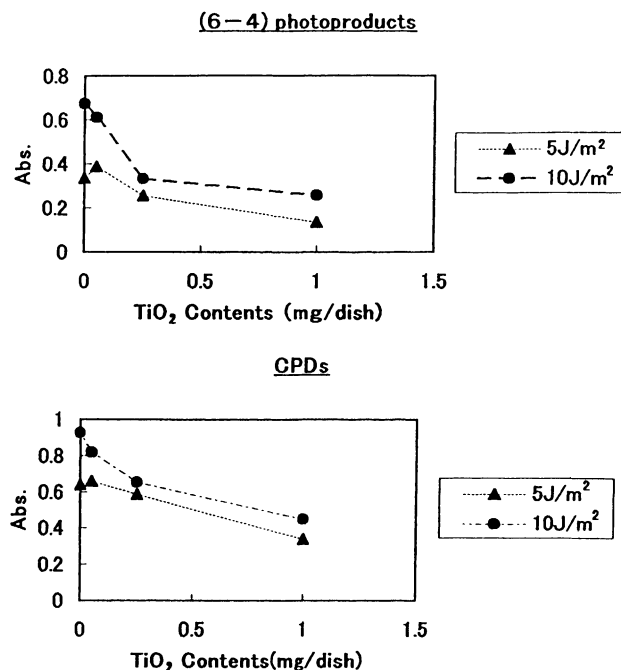 (6-4) photoproducts
0.8
0.6
0.4
0.2
0
Abs.
0 0.5 1 1.5
TiO₂ Contents (mg/dish)
5J/m²
10J/m²
CPDs
1
0.8
0.6
0.4
0.2
0
Abs.
0 0.5 1 1.5
TiO₂ Contents(mg/dish)
5J/m²
10J/m²